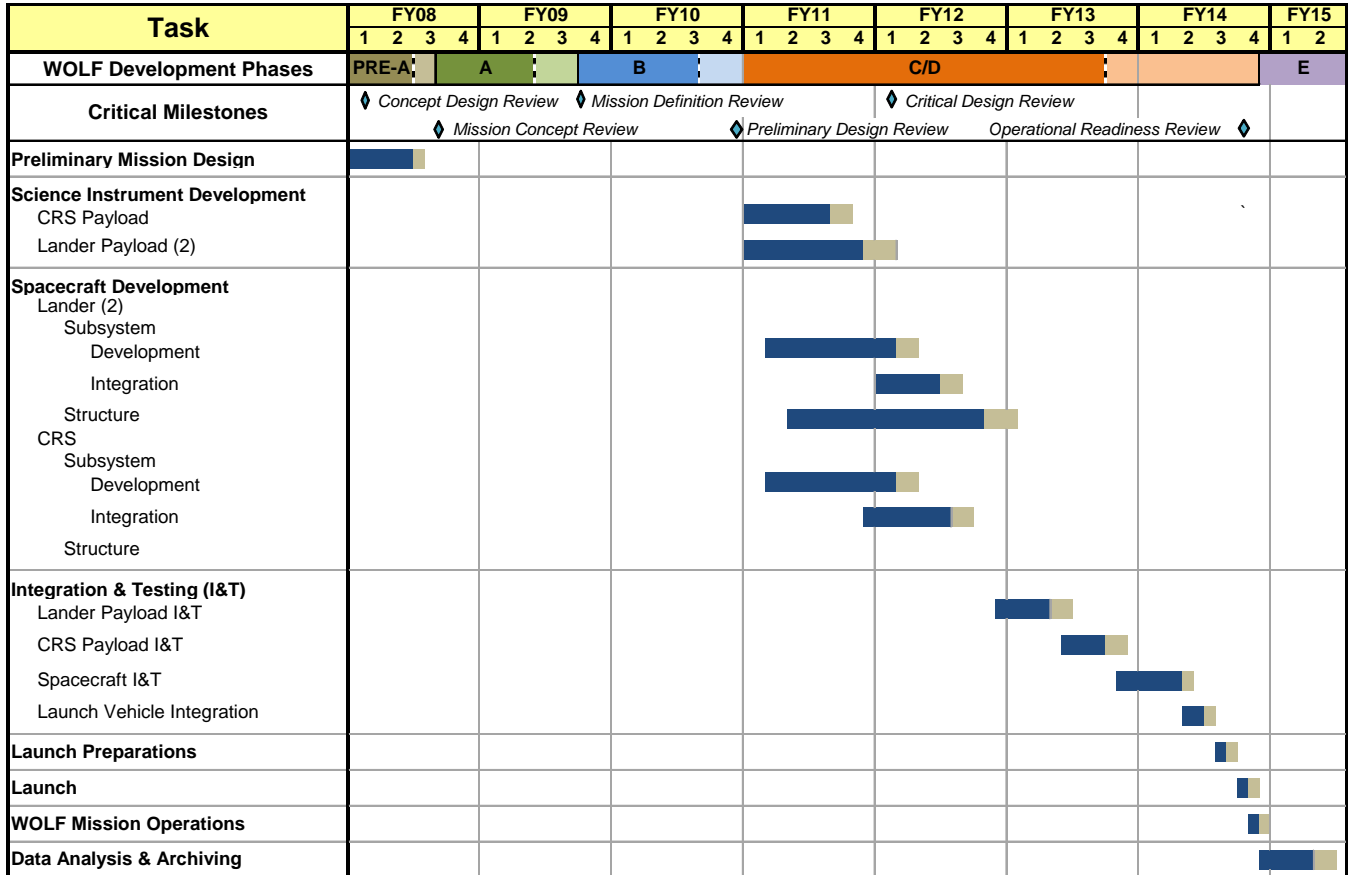 Task
FY08 FY09 FY10 FY11 FY12 FY13 FY14 FY15
1 2 3 4 1 2 3 4 1 2 3 4 1 2 3 4 1 2 3 4 1 2 3 4 1 2 3 4 1 2
WOLF Development Phases PRE-A A B C/D E
Critical Milestones
Concept Design Review Mission Definition Review Critical Design Review
Mission Concept Review Preliminary Design Review Operational Readiness Review
Preliminary Mission Design
Science Instrument Development
CRS Payload `
Lander Payload (2)
Spacecraft Development
Lander (2)
Subsystem
Development
Integration
Structure
CRS
Subsystem
Development
Integration
Structure
Integration & Testing (I&T)
Lander Payload I&T
CRS Payload I&T
Spacecraft I&T
Launch Vehicle Integration
Launch Preparations
Launch
WOLF Mission Operations
Data Analysis & Archiving